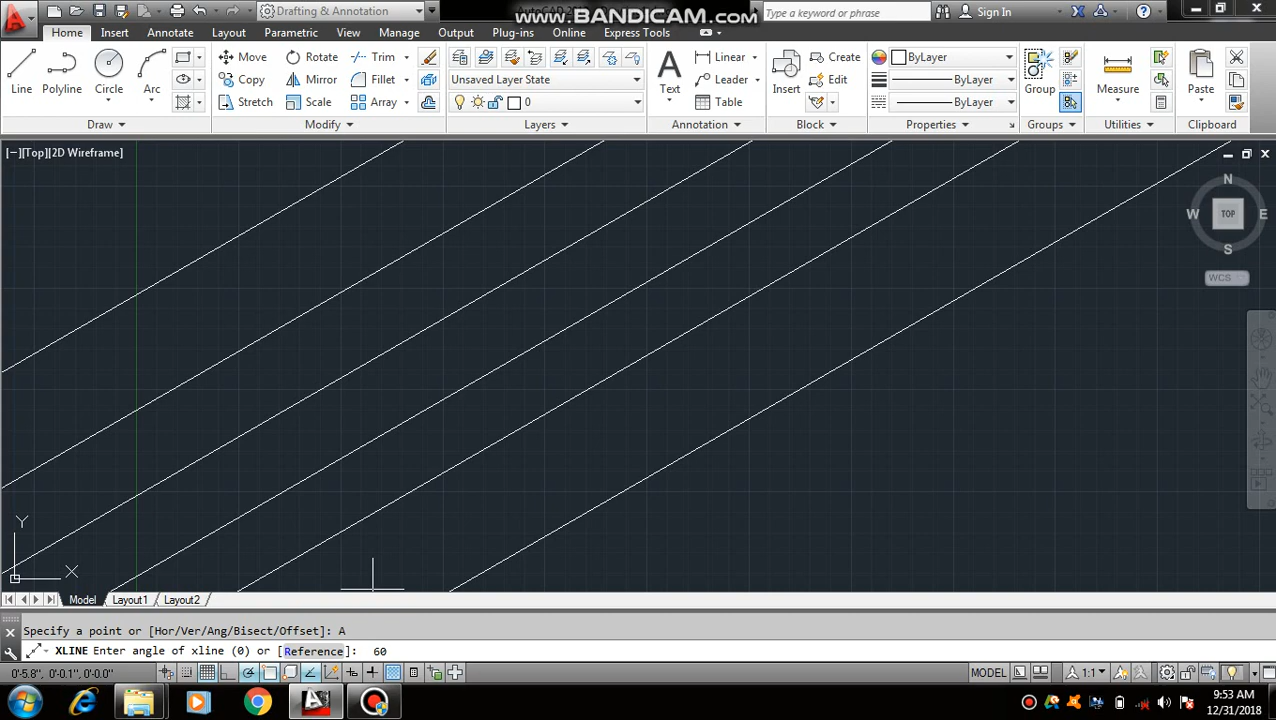 Drafting & Annotation
www.BANDICAM.com
Type a keyword or phrase
Sign In
Home Insert Annotate Layout Parametric View Manage Output Plug-ins Online Express Tools
Line Polyline Circle Arc
Move Rotate Trim
Copy Mirror Fillet
Stretch Scale Array
Unsaved Layer State
0
Text
Linear
Leader
Table
Insert
Create
Edit
ByLayer
ByLayer
ByLayer
Group
Measure
Paste
Draw Modify Layers Annotation Block Properties Groups Utilities Clipboard
[−][Top][2D Wireframe]
N
W TOP E
S
WCS
Y
X
Model Layout1 Layout2
Specify a point or [Hor/Ver/Ang/Bisect/Offset]: A
XLINE Enter angle of xline (0) or [Reference]: 60
0'-5.8", 0'-0.1", 0'-0.0"
MODEL
1:1
9:53 AM
12/31/2018